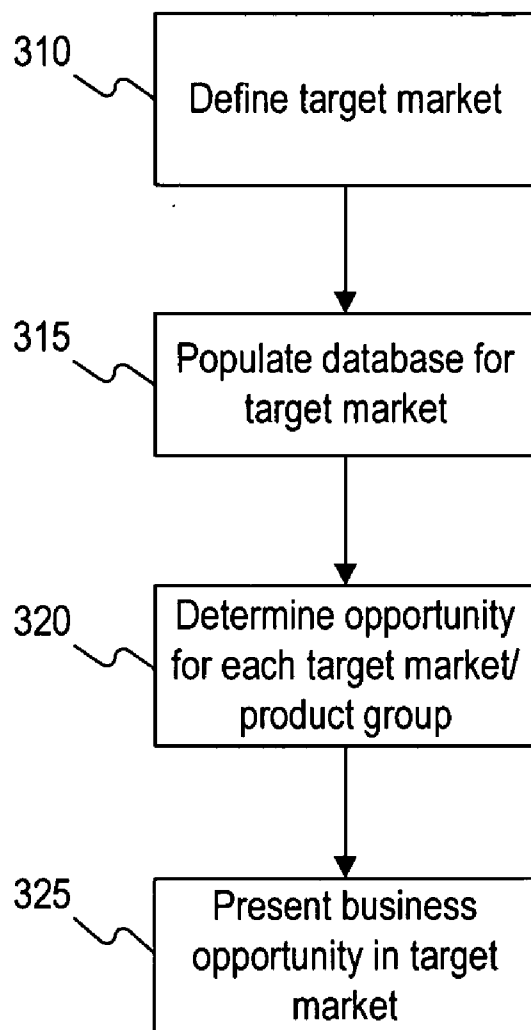 310
Define target market
315
Populate database for
target market
320
Determine opportunity
for each target market/
product group
325
Present business
opportunity in target
market